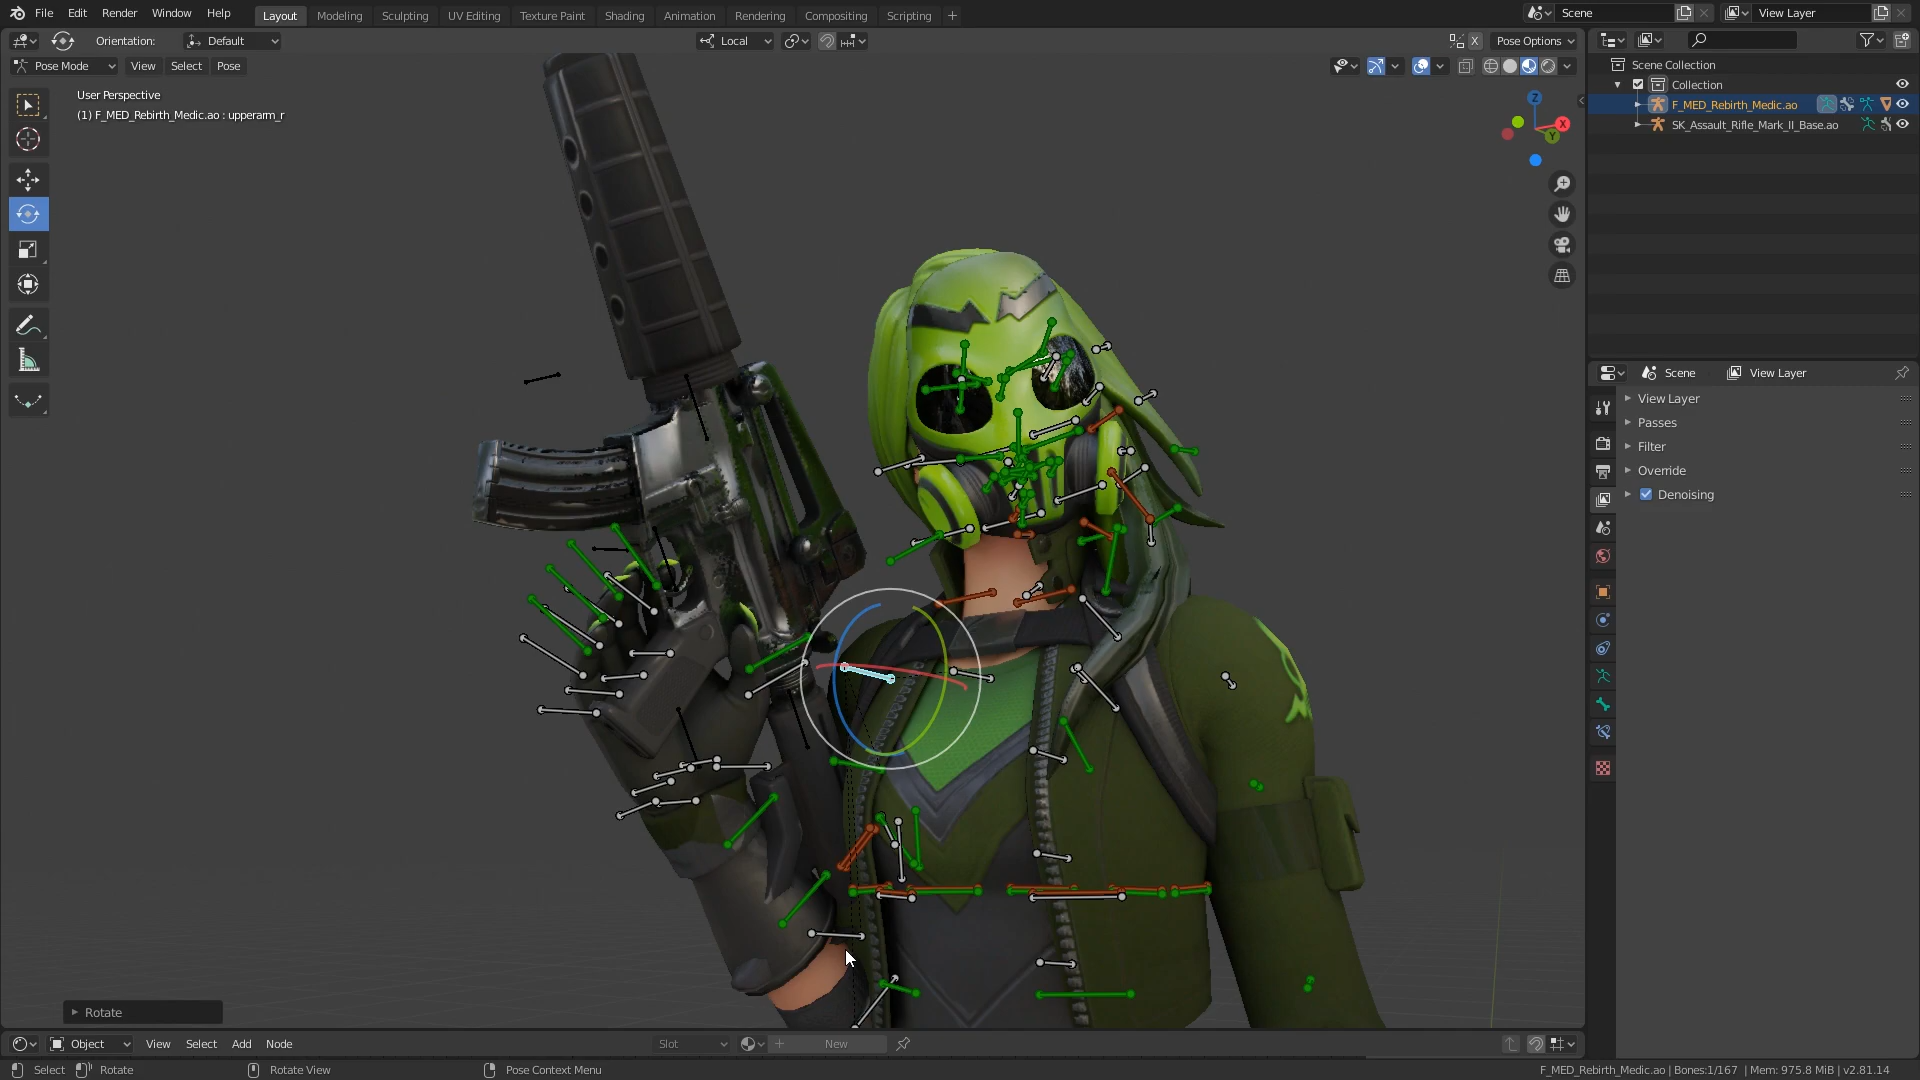 File Edit Render Window Help Layout Modeling Sculpting UV Editing Texture Paint Shading Animation Rendering Compositing Scripting + Scene View Layer
Orientation: Default Local X Pose Options
Pose Mode View Select Pose
User Perspective
(1) F_MED_Rebirth_Medic.ao : upperarm_r
Z
X
Y
Scene Collection
Collection
F_MED_Rebirth_Medic.ao
SK_Assault_Rifle_Mark_II_Base.ao
Scene View Layer
View Layer
Passes
Filter
Override
Denoising
Rotate
Object View Select Add Node Slot New
Select Rotate Rotate View Pose Context Menu F_MED_Rebirth_Medic.ao | Bones:1/167 | Mem: 975.8 MiB | v2.81.14